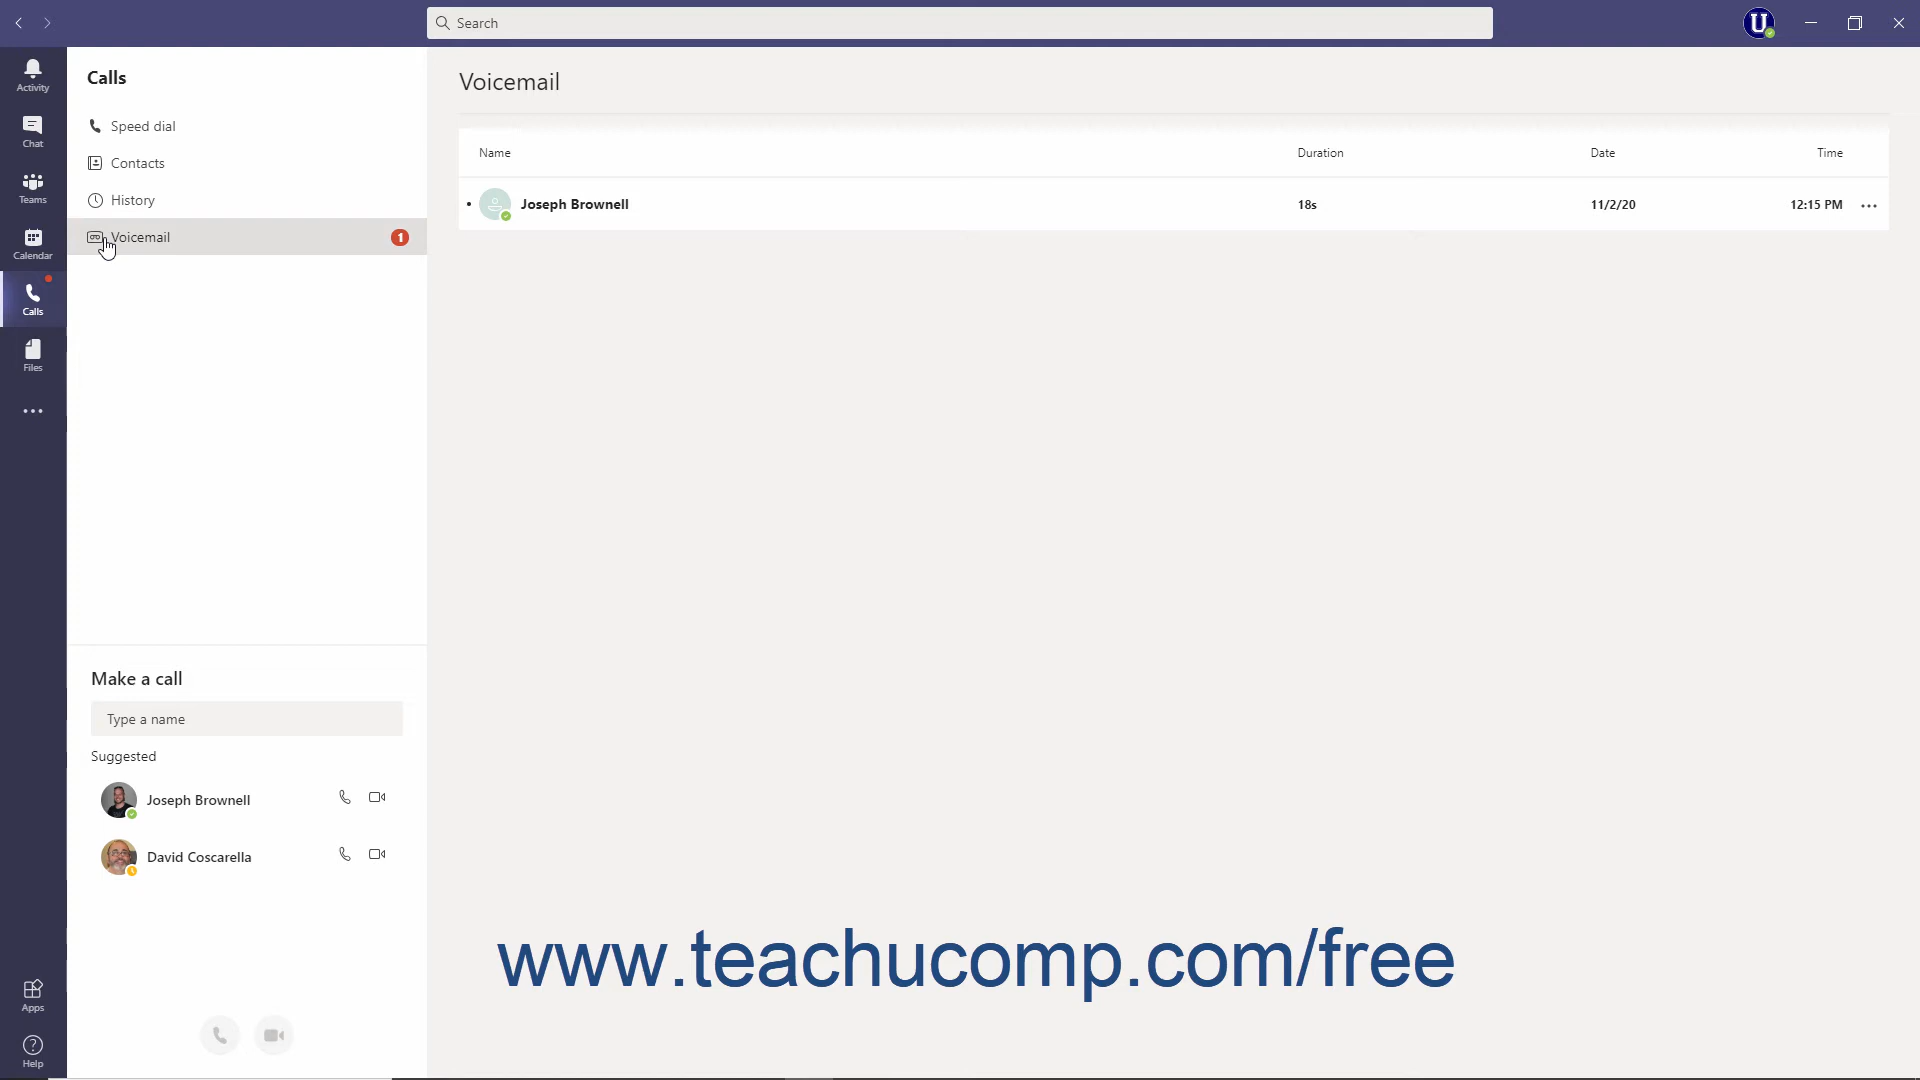 Search
U
Activity
Chat
Teams
Calendar
Calls
Files
Apps
Help
Calls
Speed dial
Contacts
History
Voicemail 1
Make a call
Type a name
Suggested
Joseph Brownell
David Coscarella
Voicemail
Name Duration Date Time
Joseph Brownell 18s 11/2/20 12:15 PM
www.teachucomp.com/free